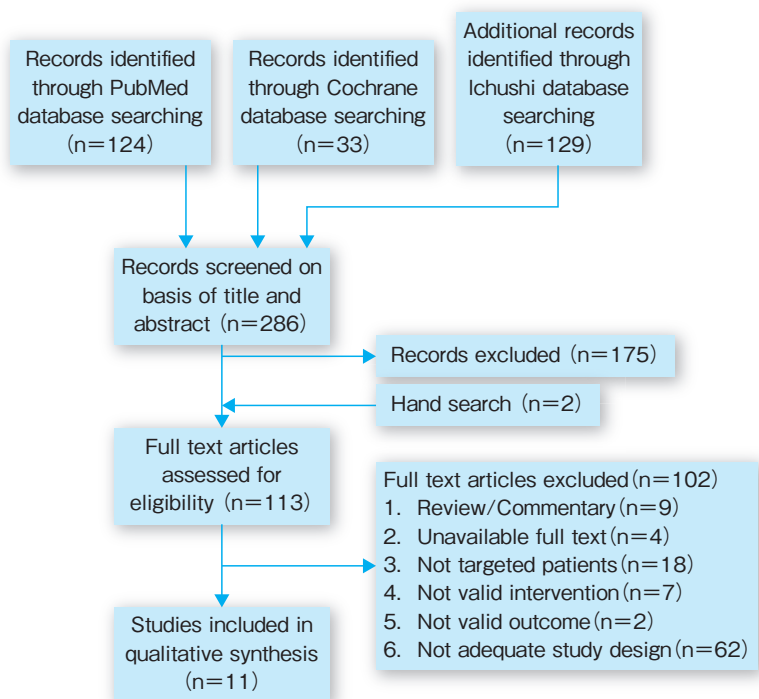 Records identified
through PubMed
database searching
(n=124)
Records identified
through Cochrane
database searching
(n=33)
Additional records
identified through
Ichushi database
searching
(n=129)
Records screened on
basis of title and
abstract (n=286)
Records excluded (n=175)
Hand search (n=2)
Full text articles
assessed for
eligibility (n=113)
Full text articles excluded(n=102)
1. Review/Commentary(n=9)
2. Unavailable full text(n=4)
3. Not targeted patients(n=18)
4. Not valid intervention(n=7)
5. Not valid outcome(n=2)
6. Not adequate study design(n=62)
Studies included in
qualitative synthesis
(n=11)